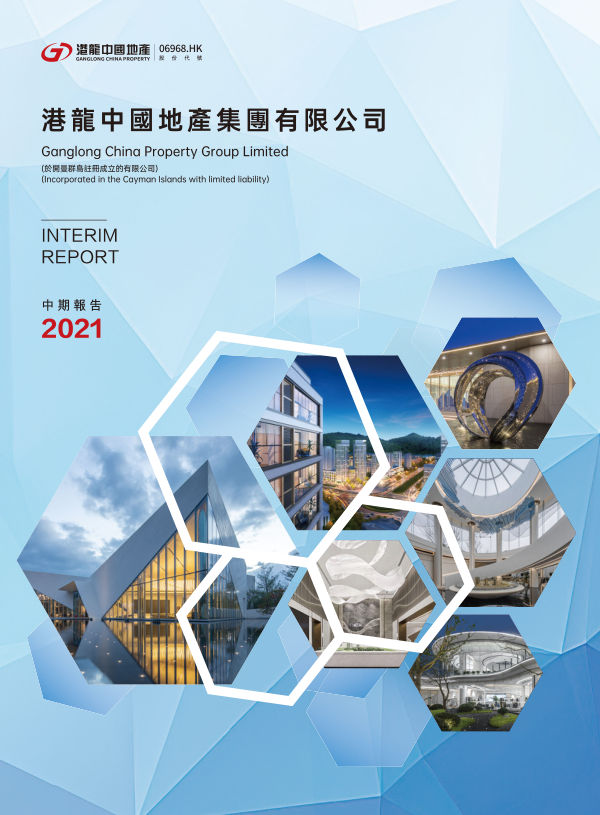 港龍中國地產
GANGLONG CHINA PROPERTY
06968.HK
股份代號
港龍中國地產集團有限公司
Ganglong China Property Group Limited
(於開曼群島註冊成立的有限公司)
(Incorporated in the Cayman Islands with limited liability)
INTERIM
REPORT
中期報告
2021